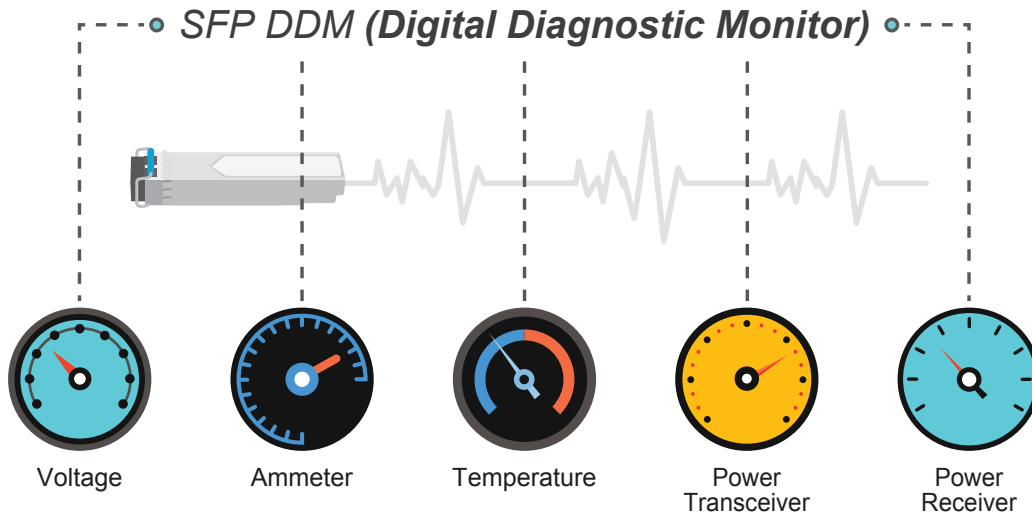 SFP DDM (Digital Diagnostic Monitor)
Voltage
Ammeter
Temperature
Power
Transceiver
Power
Receiver